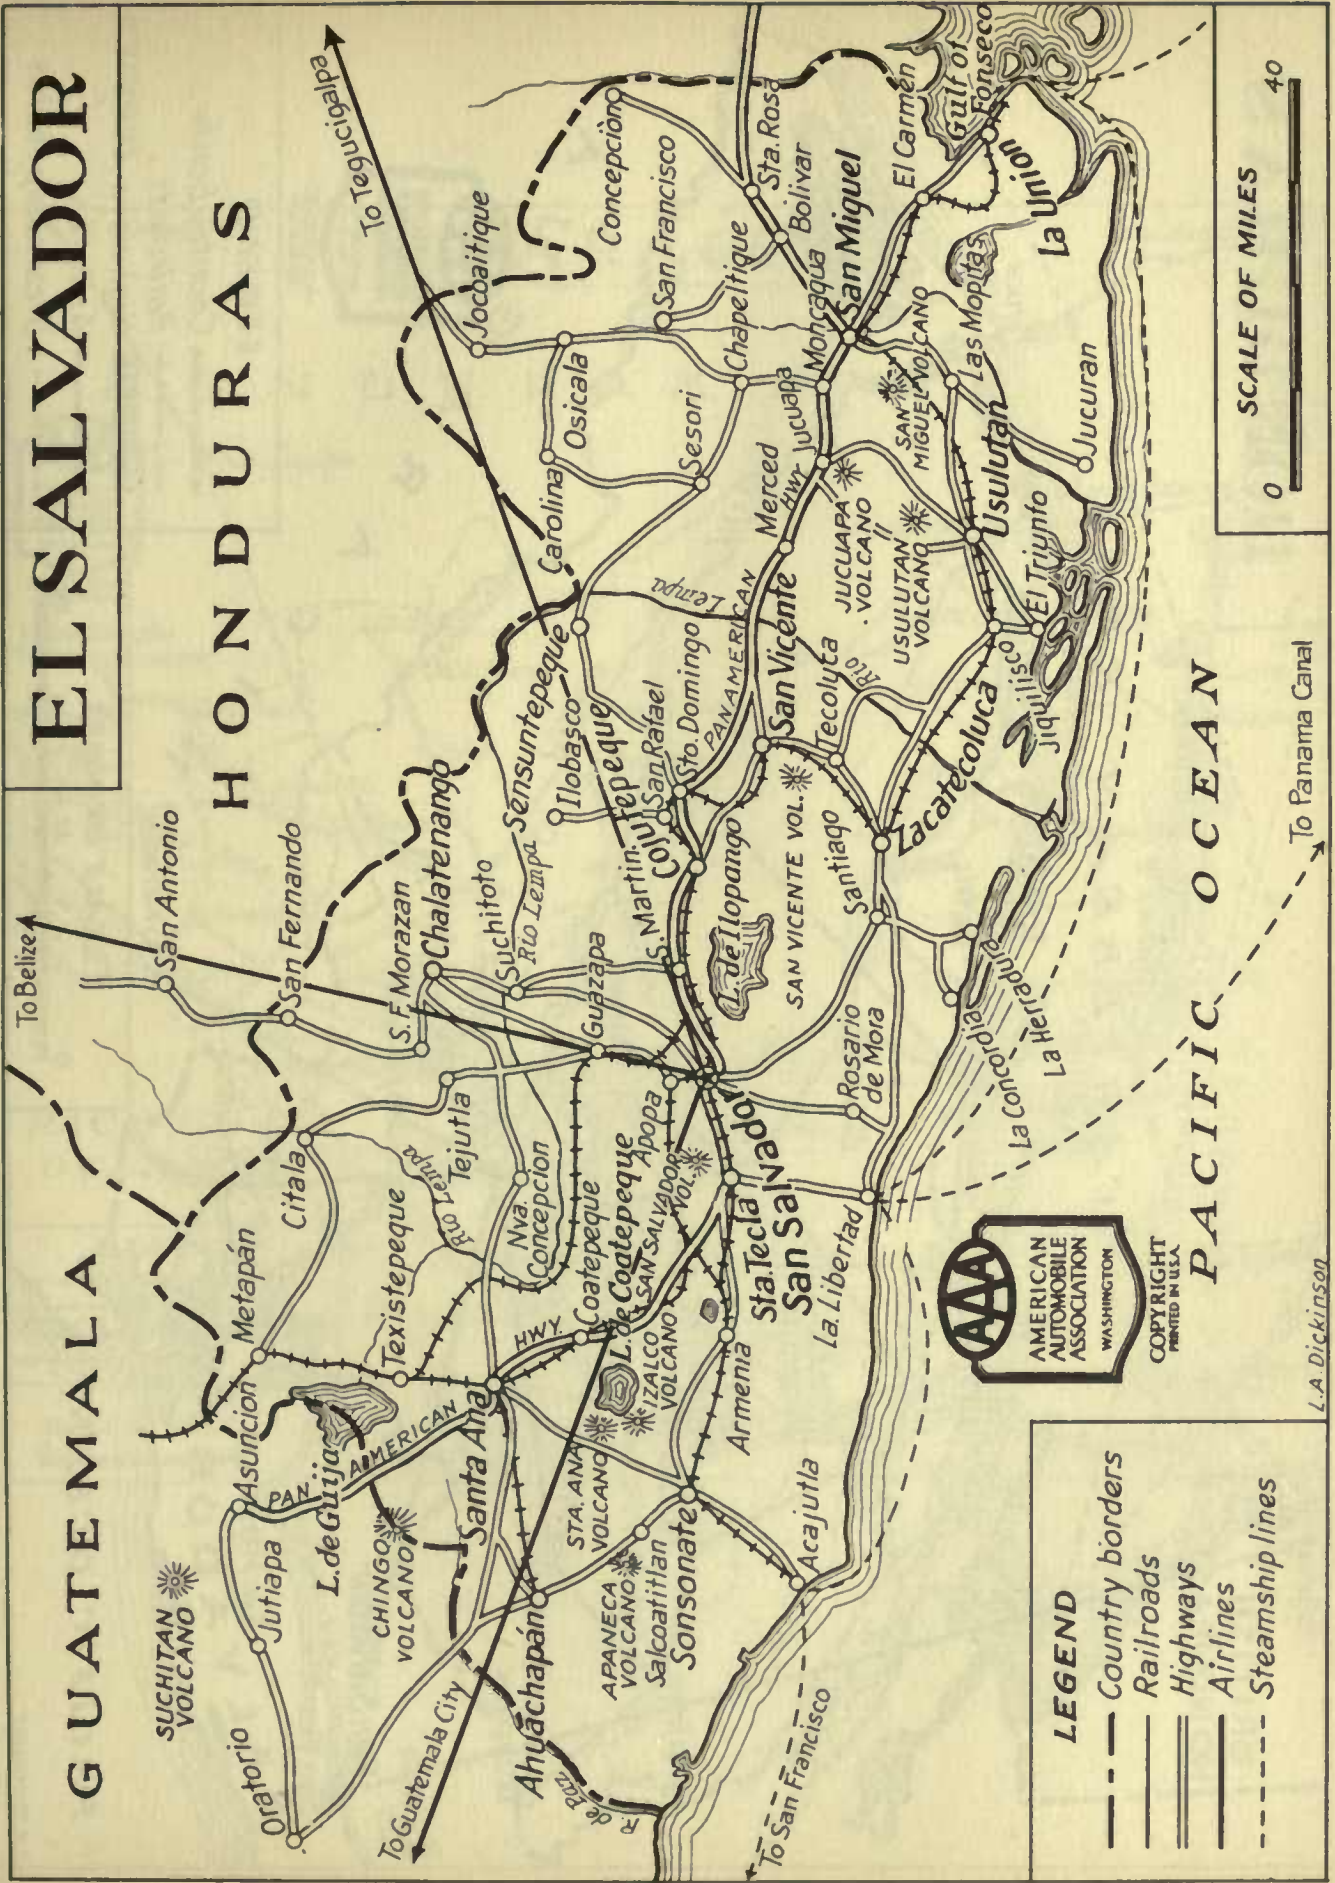 EL SALVADOR
GUATEMALA
HONDURAS
To Belize
To Tegucigalpa
San Antonio
San Fernando
SUCHITAN
VOLCANO
Jutiapa
Oratorio
Asuncion
Metapán
Citala
S. F. Morazan
Chalatenango
Jocoaitique
Concepciòn
L. de Guija
PAN
AMERICAN
HWY.
Texistepeque
Rio Lempa
Tejutla
Suchitoto
Rio Lempa
Sensuntepeque
Carolina
Osicala
San Francisco
CHINGO
VOLCANO
Santa Ana
Nva.
Concepcion
Guazapa
Ilobasco
Cojutepeque
Sesori
Chapeltique
Sta. Rosa
Bolivar
To Guatemala City
Ahuachapán
STA. ANA
VOLCANO
Coatepeque
L. de Coatepeque
Apopa
S. Martin
San Rafael
Sto. Domingo
Lempa
PANAMERICAN
HWY.
Merced
Jucuapa
Moncagua
San Miguel
El Carmen
Gulf of
Fonseca
APANECA
VOLCANO
Salcoatitlan
Sonsonate
IZALCO
VOLCANO
SAN SALVADOR
VOL.
Armenia
Sta. Tecla
San Salvador
L. de Ilopango
SAN VICENTE VOL.
San Vicente
Tecoluta
Rio
JUCUAPA
VOLCANO
USULUTAN
VOLCANO
SAN
MIGUEL VOLCANO
Las Mopitas
La Union
R.
de Paz
Acajutla
La Libertad
Rosario
de Mora
Santiago
Zacatecoluca
Jiquilisco
El Triunfo
Usulutan
Jucuran
La Concordia
La Herradura
To San Francisco
PACIFIC OCEAN
To Panama Canal
AAA
AMERICAN
AUTOMOBILE
ASSOCIATION
WASHINGTON
COPYRIGHT
PRINTED IN U.S.A.
L.A. Dickinson
LEGEND
Country borders
Railroads
Highways
Airlines
Steamship lines
SCALE OF MILES
0 40